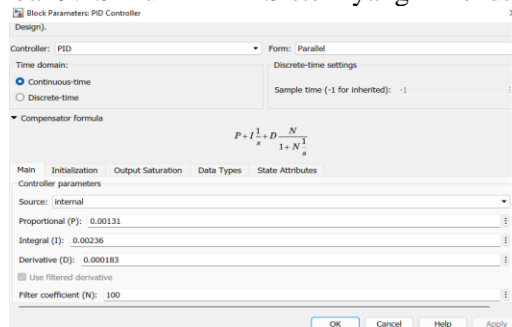 Block Parameters: PID Controller
Design).
Controller: PID
Form: Parallel
Time domain:
Discrete-time settings
Continuous-time
Discrete-time
Sample time (-1 for inherited): -1
Compensator formula
P + I 1/s + D N/(1 + N 1/s)
Main Initialization Output Saturation Data Types State Attributes
Controller parameters
Source: internal
Proportional (P): 0.00131
Integral (I): 0.00236
Derivative (D): 0.000183
Use filtered derivative
Filter coefficient (N): 100
OK Cancel Help Apply